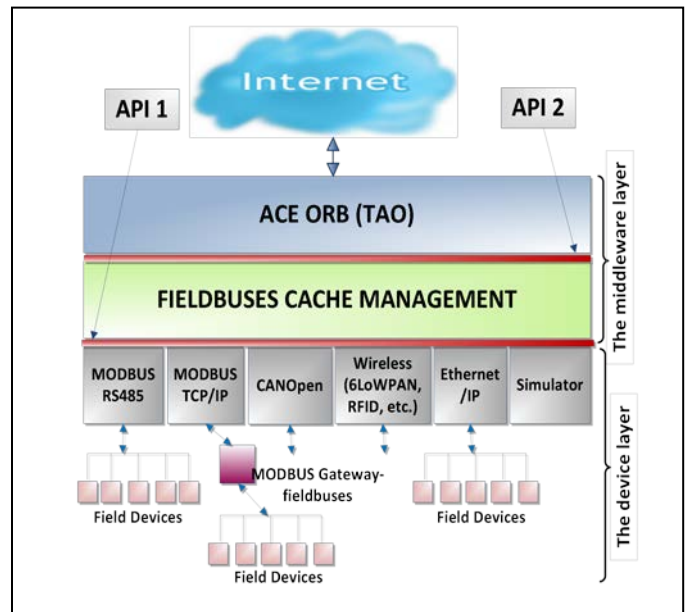 Internet
API 1
API 2
ACE ORB (TAO)
FIELDBUSES CACHE MANAGEMENT
The middleware layer
MODBUS
RS485
MODBUS
TCP/IP
CANOpen
Wireless
(6LoWPAN,
RFID, etc.)
Ethernet
/IP
Simulator
MODBUS Gateway-
fieldbuses
Field Devices
Field Devices
Field Devices
The device layer